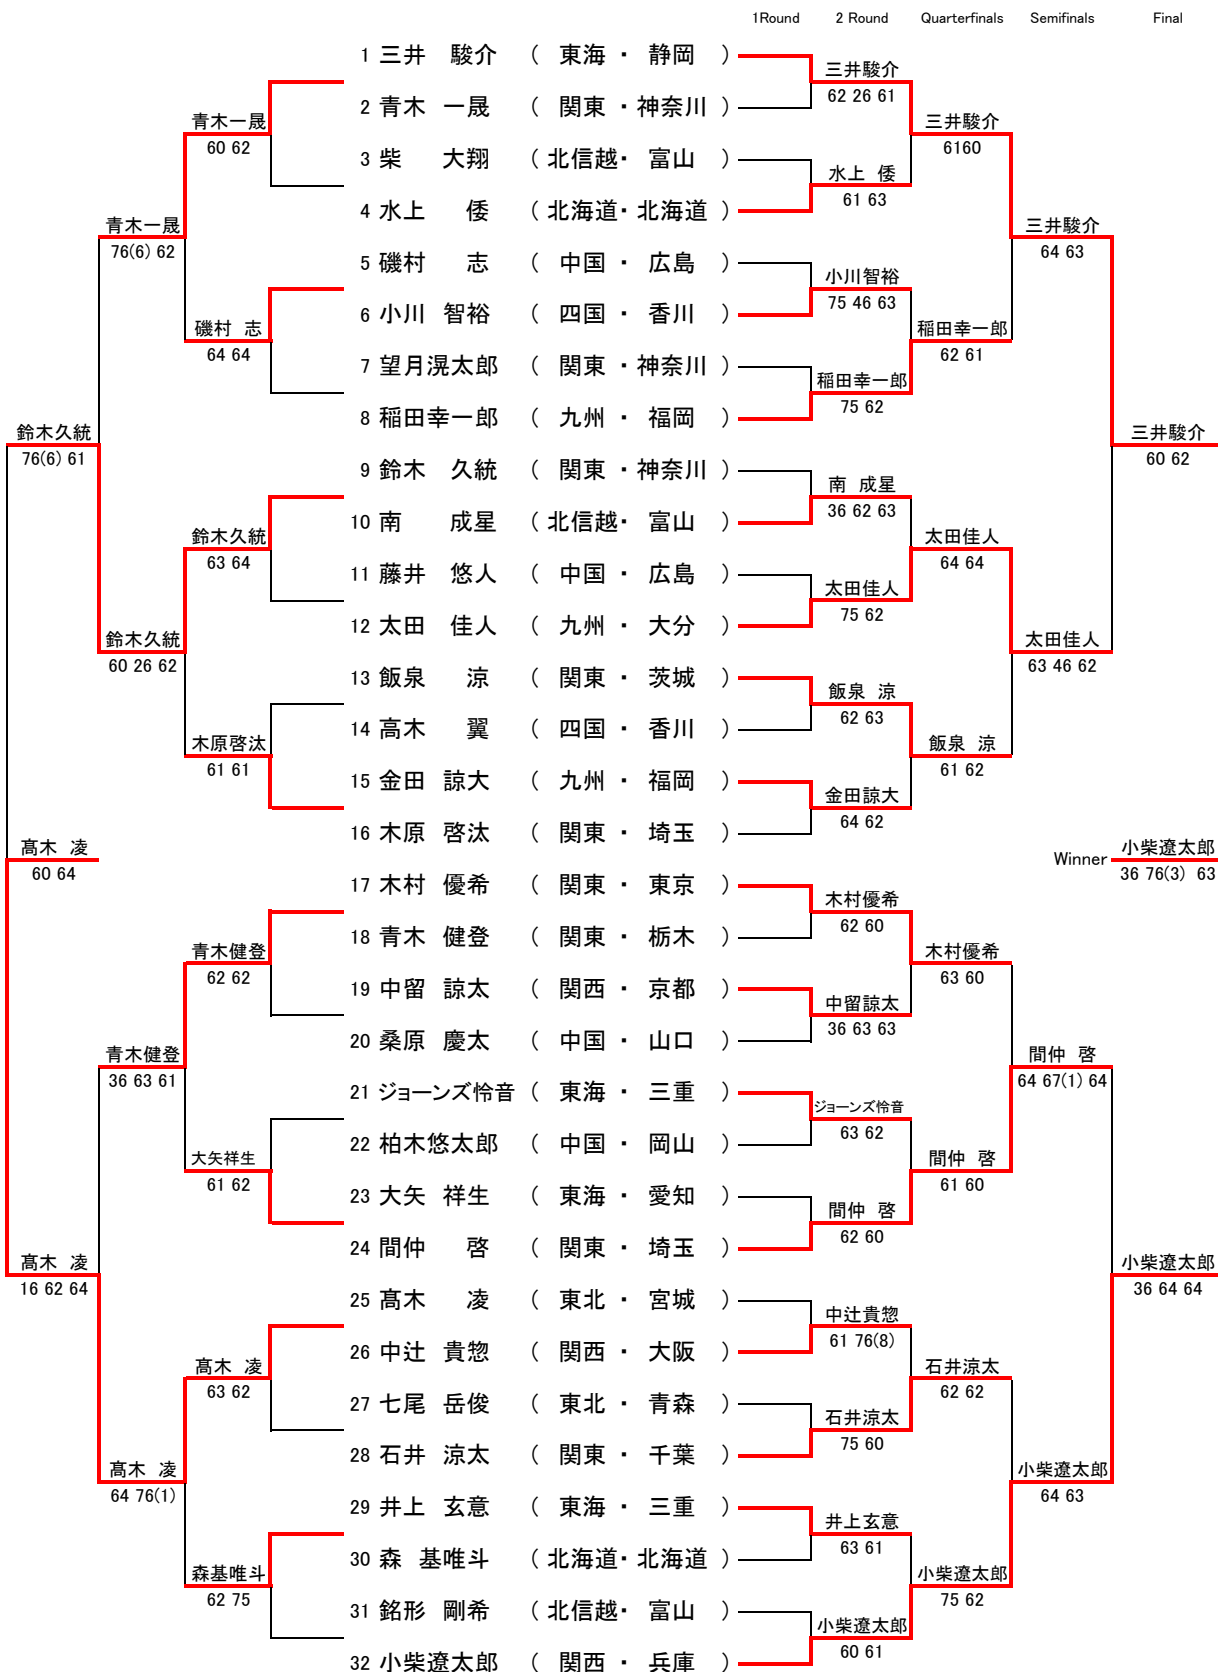 1Round 2 Round Quarterfinals Semifinals Final
1 三井 駿介 ( 東海 ・ 静岡 )
三井駿介
62 26 61
2 青木 一晟 ( 関東 ・ 神奈川 )
青木一晟
60 62
三井駿介
6160
3 柴 大翔 ( 北信越・ 富山 )
水上 倭
61 63
4 水上 倭 ( 北海道・ 北海道 )
青木一晟
76(6) 62
三井駿介
64 63
5 磯村 志 ( 中国 ・ 広島 )
小川智裕
75 46 63
6 小川 智裕 ( 四国 ・ 香川 )
磯村 志
64 64
稲田幸一郎
62 61
7 望月滉太郎 ( 関東 ・ 神奈川 )
稲田幸一郎
75 62
8 稲田幸一郎 ( 九州 ・ 福岡 )
鈴木久統
76(6) 61
三井駿介
60 62
9 鈴木 久統 ( 関東 ・ 神奈川 )
南 成星
36 62 63
10 南 成星 ( 北信越・ 富山 )
鈴木久統
63 64
太田佳人
64 64
11 藤井 悠人 ( 中国 ・ 広島 )
太田佳人
75 62
12 太田 佳人 ( 九州 ・ 大分 )
鈴木久統
60 26 62
太田佳人
63 46 62
13 飯泉 涼 ( 関東 ・ 茨城 )
飯泉 涼
62 63
14 高木 翼 ( 四国 ・ 香川 )
木原啓汰
61 61
飯泉 涼
61 62
15 金田 諒大 ( 九州 ・ 福岡 )
金田諒大
64 62
16 木原 啓汰 ( 関東 ・ 埼玉 )
髙木 凌
60 64
Winner 小柴遼太郎
36 76(3) 63
17 木村 優希 ( 関東 ・ 東京 )
木村優希
62 60
18 青木 健登 ( 関東 ・ 栃木 )
青木健登
62 62
木村優希
63 60
19 中留 諒太 ( 関西 ・ 京都 )
中留諒太
36 63 63
20 桑原 慶太 ( 中国 ・ 山口 )
青木健登
36 63 61
間仲 啓
64 67(1) 64
21 ジョーンズ怜音 ( 東海 ・ 三重 )
ジョーンズ怜音
63 62
22 柏木悠太郎 ( 中国 ・ 岡山 )
大矢祥生
61 62
間仲 啓
61 60
23 大矢 祥生 ( 東海 ・ 愛知 )
間仲 啓
62 60
24 間仲 啓 ( 関東 ・ 埼玉 )
髙木 凌
16 62 64
小柴遼太郎
36 64 64
25 髙木 凌 ( 東北 ・ 宮城 )
中辻貴惣
61 76(8)
26 中辻 貴惣 ( 関西 ・ 大阪 )
髙木 凌
63 62
石井涼太
62 62
27 七尾 岳俊 ( 東北 ・ 青森 )
石井涼太
75 60
28 石井 涼太 ( 関東 ・ 千葉 )
髙木 凌
64 76(1)
小柴遼太郎
64 63
29 井上 玄意 ( 東海 ・ 三重 )
井上玄意
63 61
30 森 基唯斗 ( 北海道・ 北海道 )
森基唯斗
62 75
小柴遼太郎
75 62
31 銘形 剛希 ( 北信越・ 富山 )
小柴遼太郎
60 61
32 小柴遼太郎 ( 関西 ・ 兵庫 )